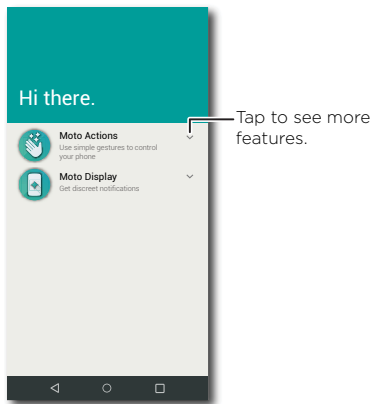 Hi there.
Moto Actions
Use simple gestures to control
your phone
Moto Display
Get discreet notifications
Tap to see more
features.